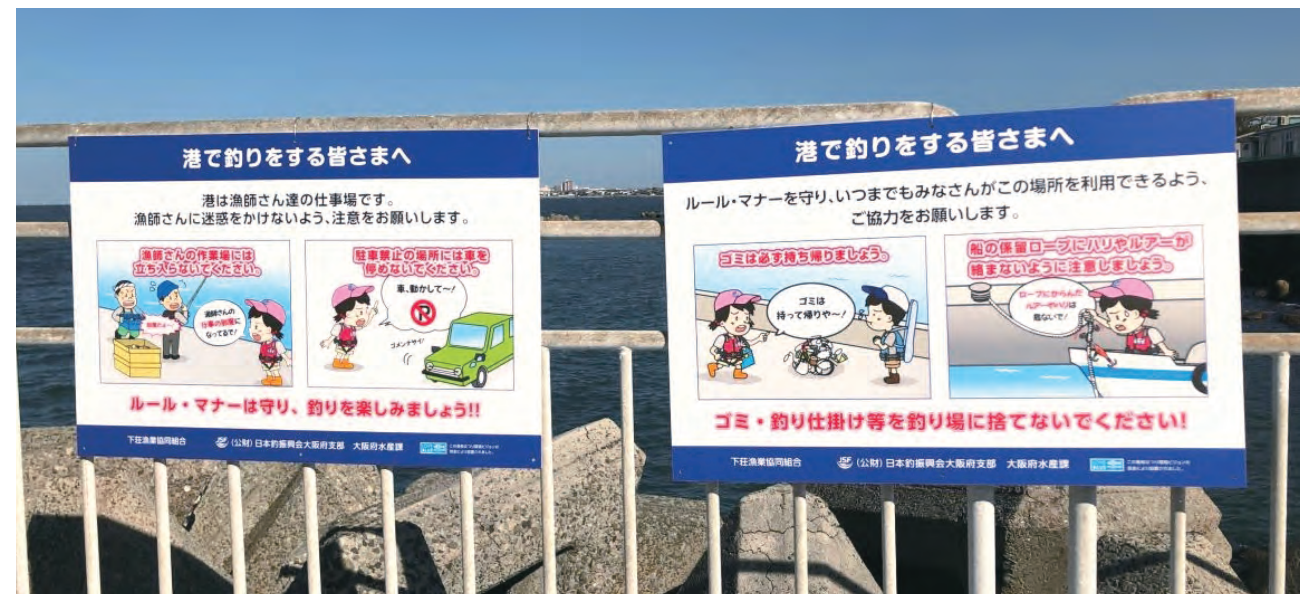 港で釣りをする皆さまへ
港は漁師さん達の仕事場です。
漁師さんに迷惑をかけないよう、注意をお願いします。
漁師さんの作業場には
立ち入らないでください。
漁師さんの
仕事の邪魔に
なってるで!
駐車禁止の場所には車を
停めないでください。
車、動かして〜!
ゴメンナサイ!
ルール・マナーは守り、釣りを楽しみましょう!!
下荘漁業協同組合 (公財)日本釣振興会大阪府支部 大阪府水産課
港で釣りをする皆さまへ
ルール・マナーを守り、いつまでもみなさんがこの場所を利用できるよう、
ご協力をお願いします。
ゴミは必ず持ち帰りましょう。
ゴミは
持って帰りや〜!
船の係留ロープにハリやルアーが
絡まないように注意しましょう。
ロープにからんだ
ルアーやハリは
危ないで!
ゴミ・釣り仕掛け等を釣り場に捨てないでください!
下荘漁業協同組合 JSF (公財)日本釣振興会大阪府支部 大阪府水産課